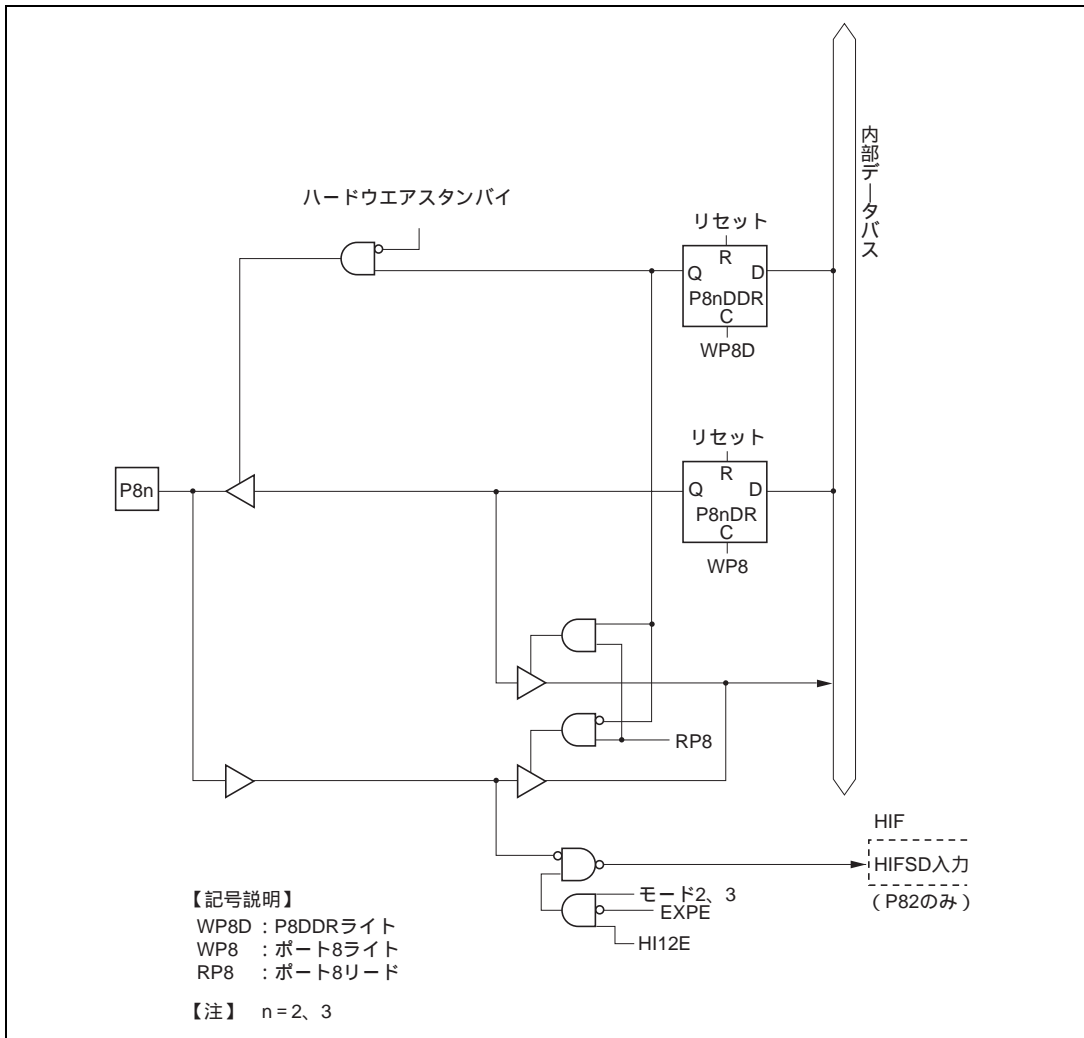 内部データバス
ハードウエアスタンバイ
リセット
R
Q D
P8nDDR
C
WP8D
リセット
R
P8n
Q D
P8nDR
C
WP8
RP8
HIF
HIFSD入力
(P82のみ)
モード2、3
EXPE
HI12E
【記号説明】
WP8D : P8DDRライト
WP8 : ポート8ライト
RP8 : ポート8リード
【注】 n = 2、3